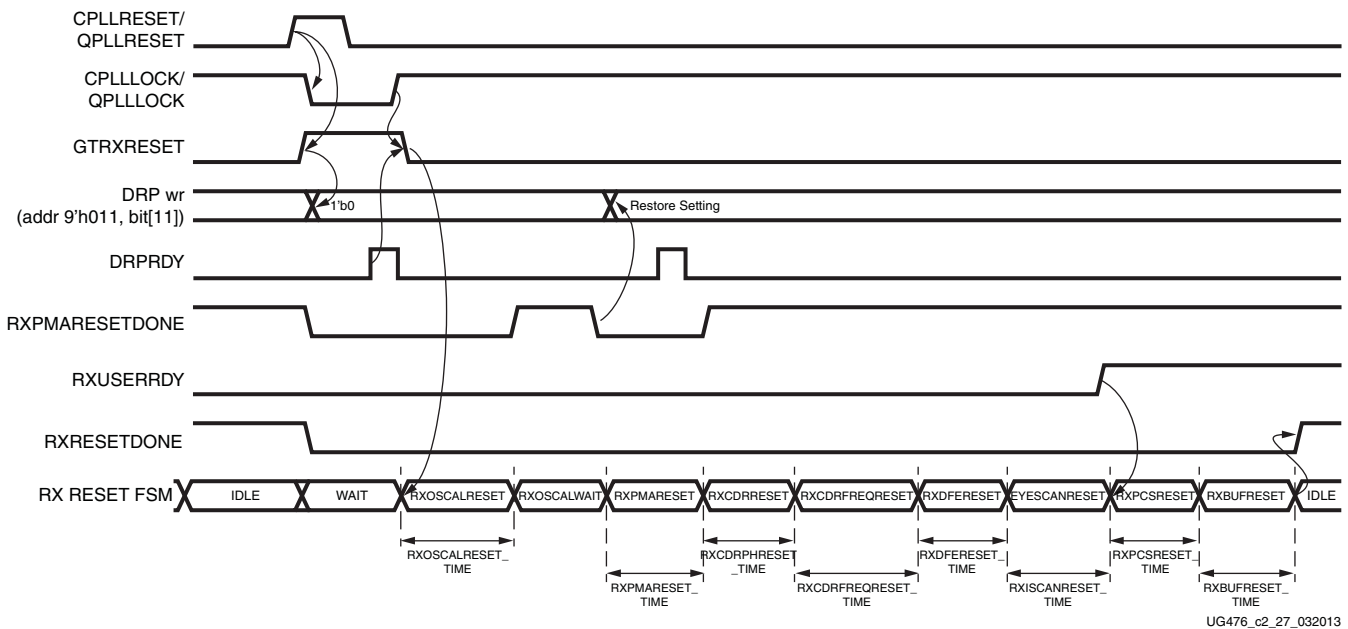 CPLLRESET/
QPLLRESET
CPLLLOCK/
QPLLLOCK
GTRXRESET
DRP wr
(addr 9'h011, bit[11])
1'b0
Restore Setting
DRPRDY
RXPMARESETDONE
RXUSERRDY
RXRESETDONE
RX RESET FSM
IDLE
WAIT
RXOSCALRESET
RXOSCALWAIT
RXPMARESET
RXCDRRESET
RXCDRFREQRESET
RXDFERESET
EYESCANRESET
RXPCSRESET
RXBUFRESET
IDLE
RXOSCALRESET_
TIME
RXCDRPHRESET
_TIME
RXDFERESET_
TIME
RXPCSRESET_
TIME
RXPMARESET_
TIME
RXCDRFREQRESET_
TIME
RXISCANRESET_
TIME
RXBUFRESET_
TIME
UG476_c2_27_032013